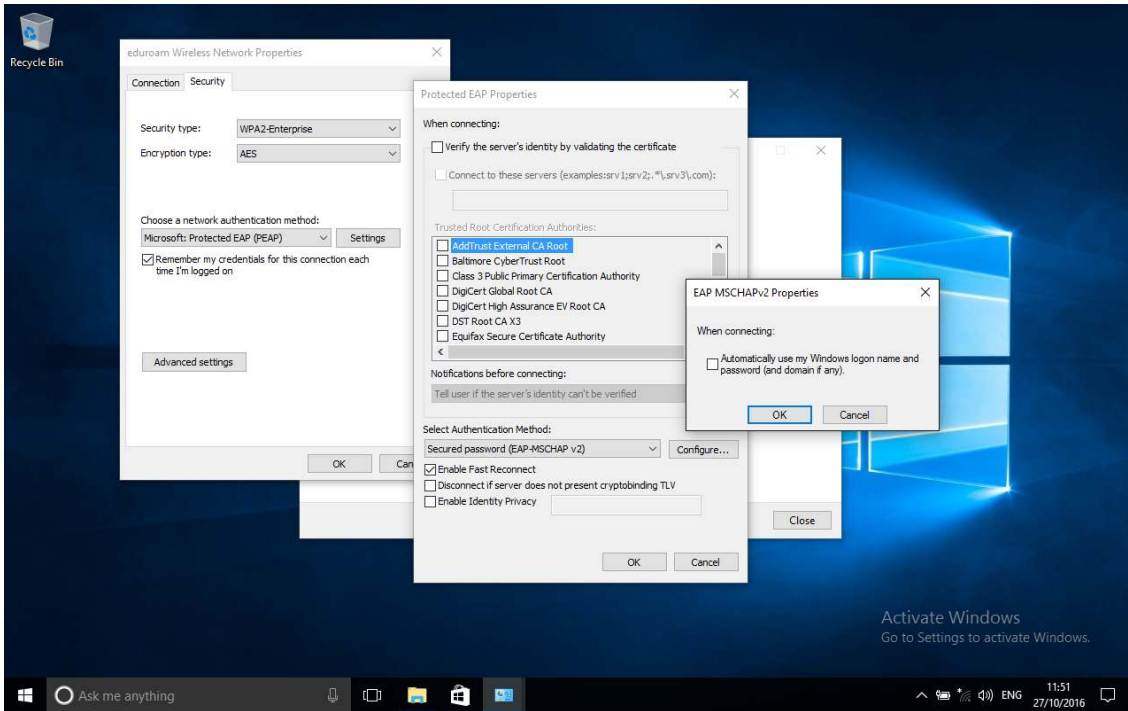 Recycle Bin
eduroam Wireless Network Properties
Connection Security
Security type: WPA2-Enterprise
Encryption type: AES
Choose a network authentication method:
Microsoft: Protected EAP (PEAP) Settings
Remember my credentials for this connection each
time I'm logged on
Advanced settings
OK Can
Protected EAP Properties
When connecting:
Verify the server's identity by validating the certificate
Connect to these servers (examples:srv1;srv2;.*\.srv3\.com):
Trusted Root Certification Authorities:
AddTrust External CA Root
Baltimore CyberTrust Root
Class 3 Public Primary Certification Authority
DigiCert Global Root CA
DigiCert High Assurance EV Root CA
DST Root CA X3
Equifax Secure Certificate Authority
Notifications before connecting:
Tell user if the server's identity can't be verified
Select Authentication Method:
Secured password (EAP-MSCHAP v2) Configure...
Enable Fast Reconnect
Disconnect if server does not present cryptobinding TLV
Enable Identity Privacy
OK Cancel
EAP MSCHAPv2 Properties
When connecting:
Automatically use my Windows logon name and
password (and domain if any).
OK Cancel
Close
Activate Windows
Go to Settings to activate Windows.
Ask me anything
ENG
11:51
27/10/2016